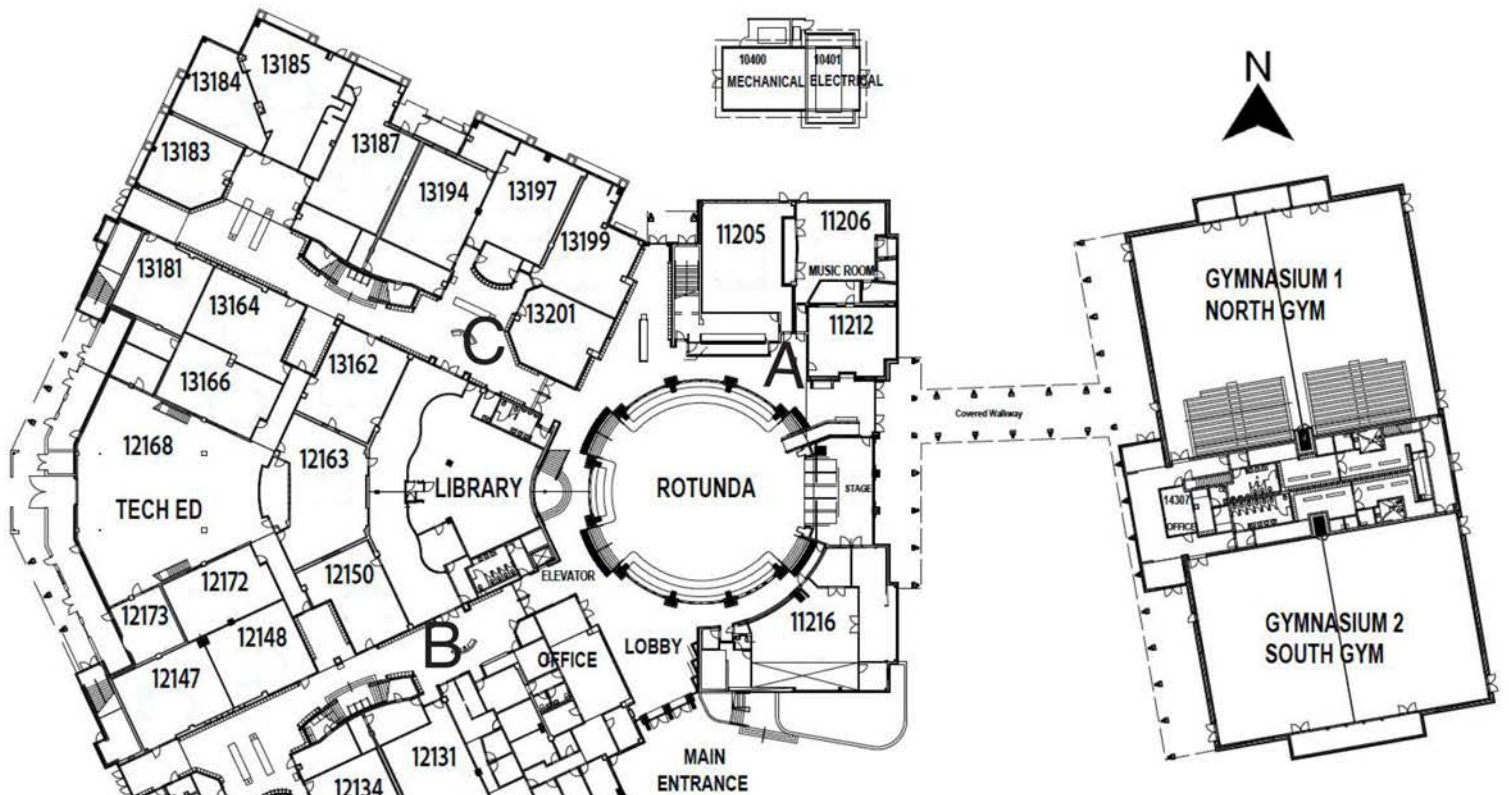 N
10400
10401
MECHANICAL
ELECTRICAL
13185
13184
13183
13187
13194
13197
13199
13201
13181
13164
13166
13162
C
11205
11206
MUSIC ROOM
11212
A
Covered Walkway
GYMNASIUM 1
NORTH GYM
12168
TECH ED
12163
LIBRARY
ROTUNDA
STAGE
14307
OFFICE
12172
12173
12150
12148
12147
ELEVATOR
B
OFFICE
LOBBY
11216
GYMNASIUM 2
SOUTH GYM
12131
12134
MAIN
ENTRANCE